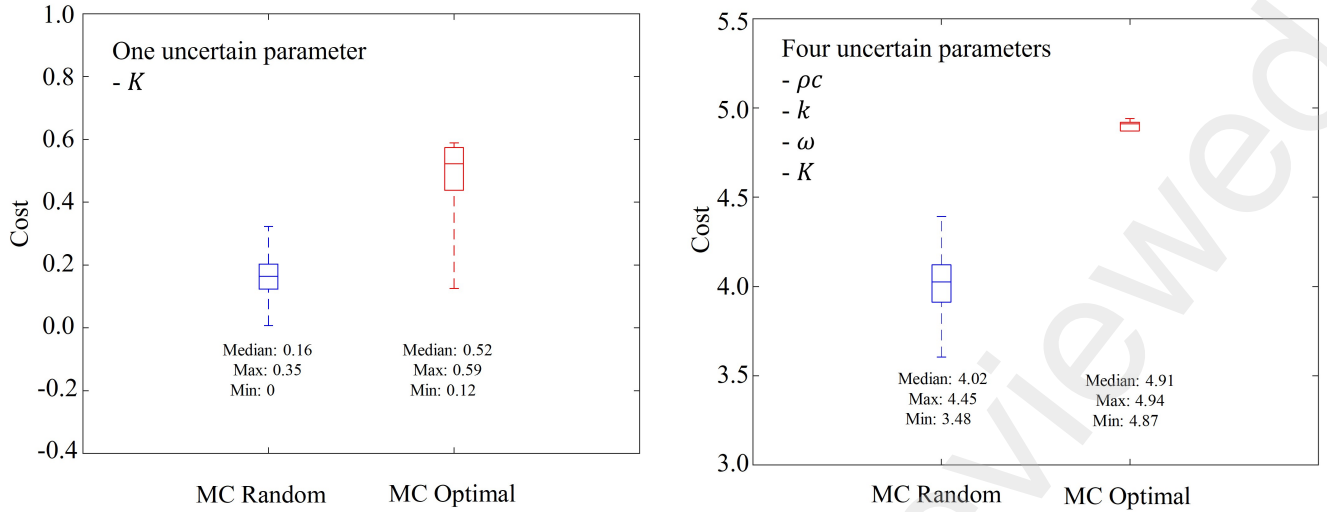 1.0
0.8
0.6
0.4
0.2
0.0
-0.2
-0.4
Cost
One uncertain parameter
- K
Median: 0.16
Max: 0.35
Min: 0
Median: 0.52
Max: 0.59
Min: 0.12
MC Random
MC Optimal
5.5
5.0
4.5
4.0
3.5
3.0
Cost
Four uncertain parameters
- ρc
- k
- ω
- K
Median: 4.02
Max: 4.45
Min: 3.48
Median: 4.91
Max: 4.94
Min: 4.87
MC Random
MC Optimal